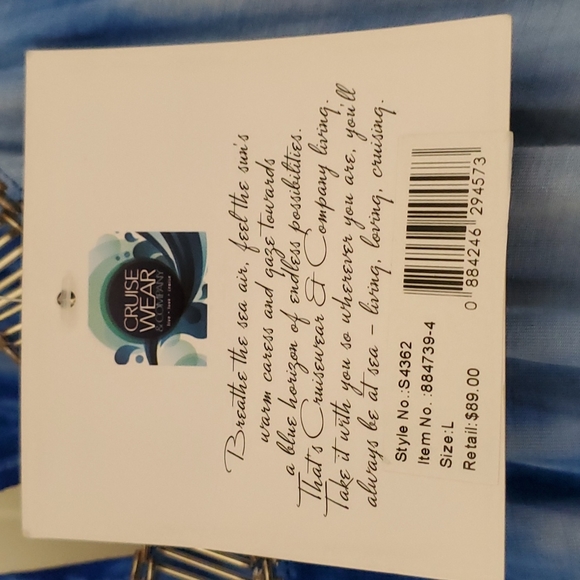 CRUISE
WEAR
& COMPANY
Breathe the sea air, feel the sun's
warm caress and gaze towards
a blue horizon of endless possibilities.
That's Cruisewear & Company living.
Take it with you so wherever you are, you'll
always be at sea – living, loving, cruising.
Style No.:S4362
Item No. :884739-4
Size:L
Retail:$89.00
0 884246 294573